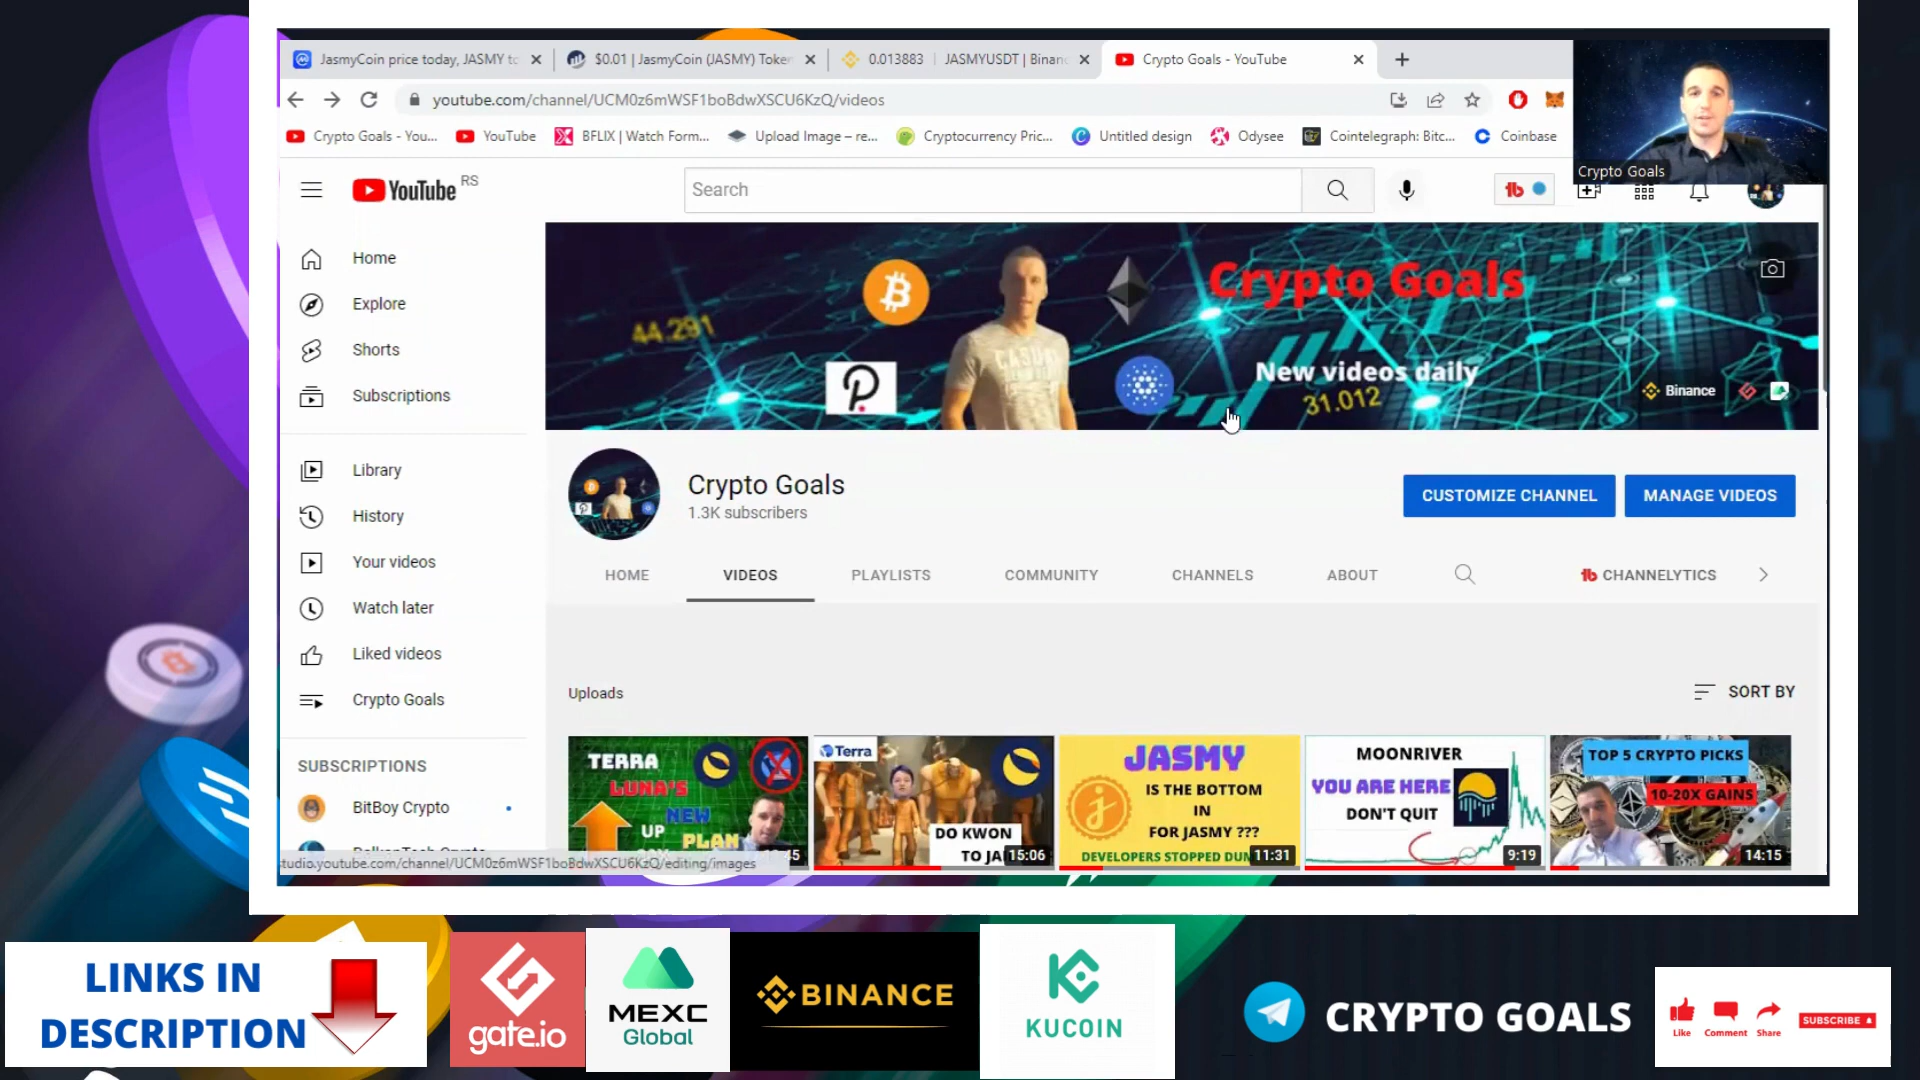 JasmyCoin price today, JASMY to
$0.01 | JasmyCoin (JASMY) Token
0.013883 | JASMYUSDT | Binanc
Crypto Goals - YouTube
youtube.com/channel/UCM0z6mWSF1boBdwXSCU6KzQ/videos
Crypto Goals - You...
YouTube
BFLIX | Watch Form...
Upload Image – re...
Cryptocurrency Pric...
Untitled design
Odysee
Cointelegraph: Bitc...
Coinbase
Crypto Goals
YouTube RS
Search
Home
Explore
Shorts
Subscriptions
Library
History
Your videos
Watch later
Liked videos
Crypto Goals
SUBSCRIPTIONS
BitBoy Crypto
44.291
CASUAL
Crypto Goals
New videos daily
31.012
Binance
Crypto Goals
1.3K subscribers
CUSTOMIZE CHANNEL
MANAGE VIDEOS
HOME
VIDEOS
PLAYLISTS
COMMUNITY
CHANNELS
ABOUT
CHANNELYTICS
Uploads
SORT BY
TERRA
LUNA'S
NEW
UP
PLAN
Terra
DO KWON
TO JAI
15:06
JASMY
IS THE BOTTOM
IN
FOR JASMY ???
DEVELOPERS STOPPED DUM
11:31
MOONRIVER
YOU ARE HERE
DON'T QUIT
9:19
TOP 5 CRYPTO PICKS
10-20X GAINS
14:15
studio.youtube.com/channel/UCM0z6mWSF1boBdwXSCU6KzQ/editing/images
LINKS IN
DESCRIPTION
gate.io
MEXC
Global
BINANCE
KUCOIN
CRYPTO GOALS
Like
Comment
Share
SUBSCRIBE